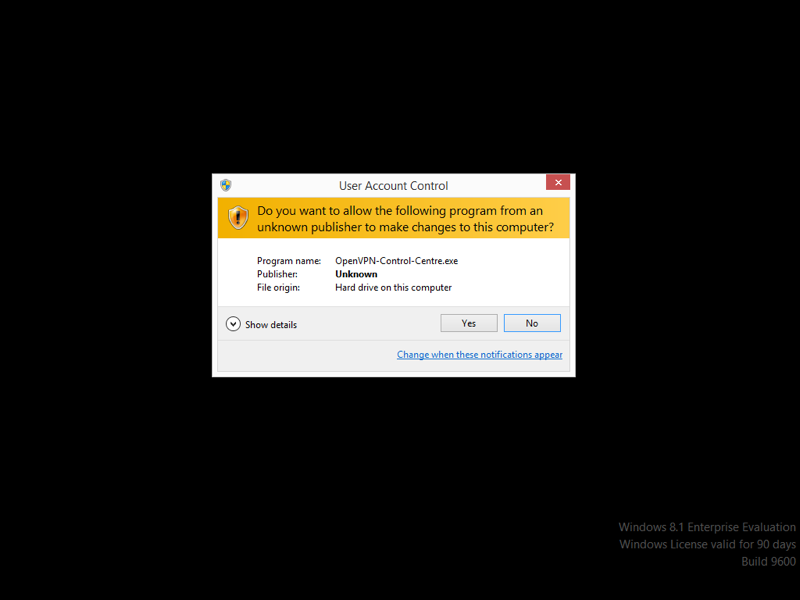 User Account Control
Do you want to allow the following program from an
unknown publisher to make changes to this computer?
Program name: OpenVPN-Control-Centre.exe
Publisher: Unknown
File origin: Hard drive on this computer
Show details
Yes
No
Change when these notifications appear
Windows 8.1 Enterprise Evaluation
Windows License valid for 90 days
Build 9600